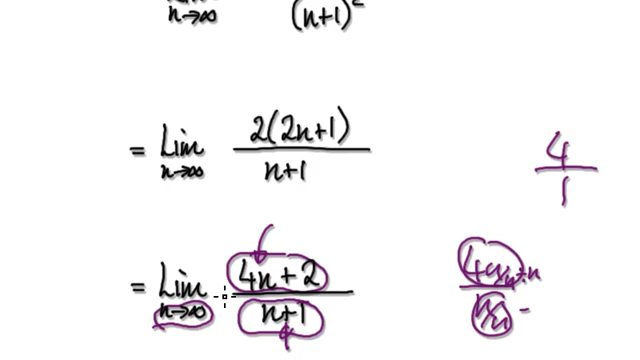 n→∞ (n+1)²
= Lim n→∞ 2(2n+1) / n+1
4 / 1
= Lim n→∞ 4n + 2 / n+1